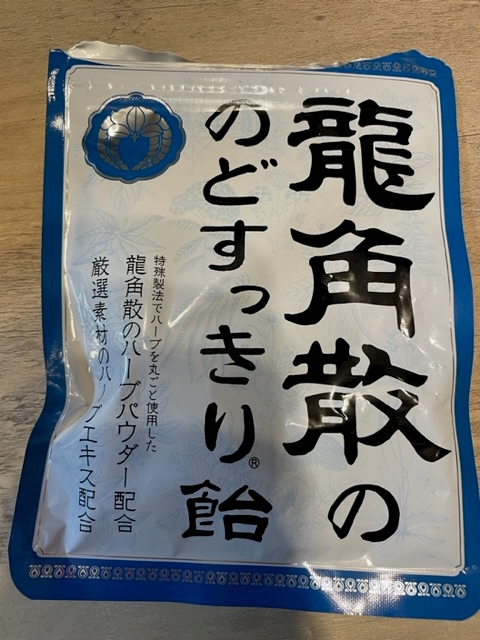 龍角散の
のどすっきり®飴
特殊製法でハーブを丸ごと使用した
龍角散のハーブパウダー配合
厳選素材のハーブエキス配合